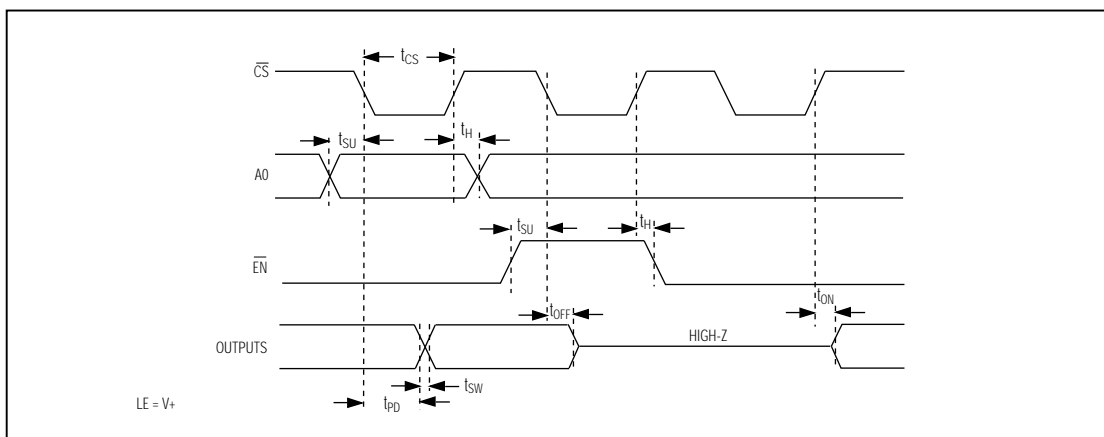 tCS
CS
tSU
tH
A0
tSU
tH
EN
tON
tOFF
HIGH-Z
OUTPUTS
tSW
LE = V+
tPD